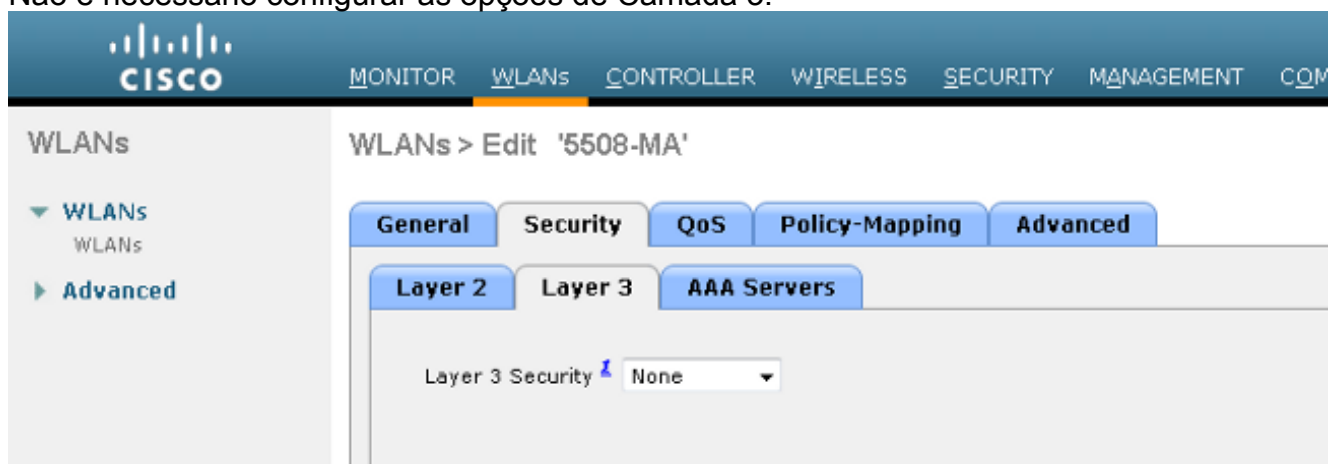 Não é necessário configurar as opções de Camada 3.
CISCO
MONITOR WLANs CONTROLLER WIRELESS SECURITY MANAGEMENT COM
WLANs
WLANs > Edit '5508-MA'
WLANs
WLANs
Advanced
General Security QoS Policy-Mapping Advanced
Layer 2 Layer 3 AAA Servers
Layer 3 Security 1 None